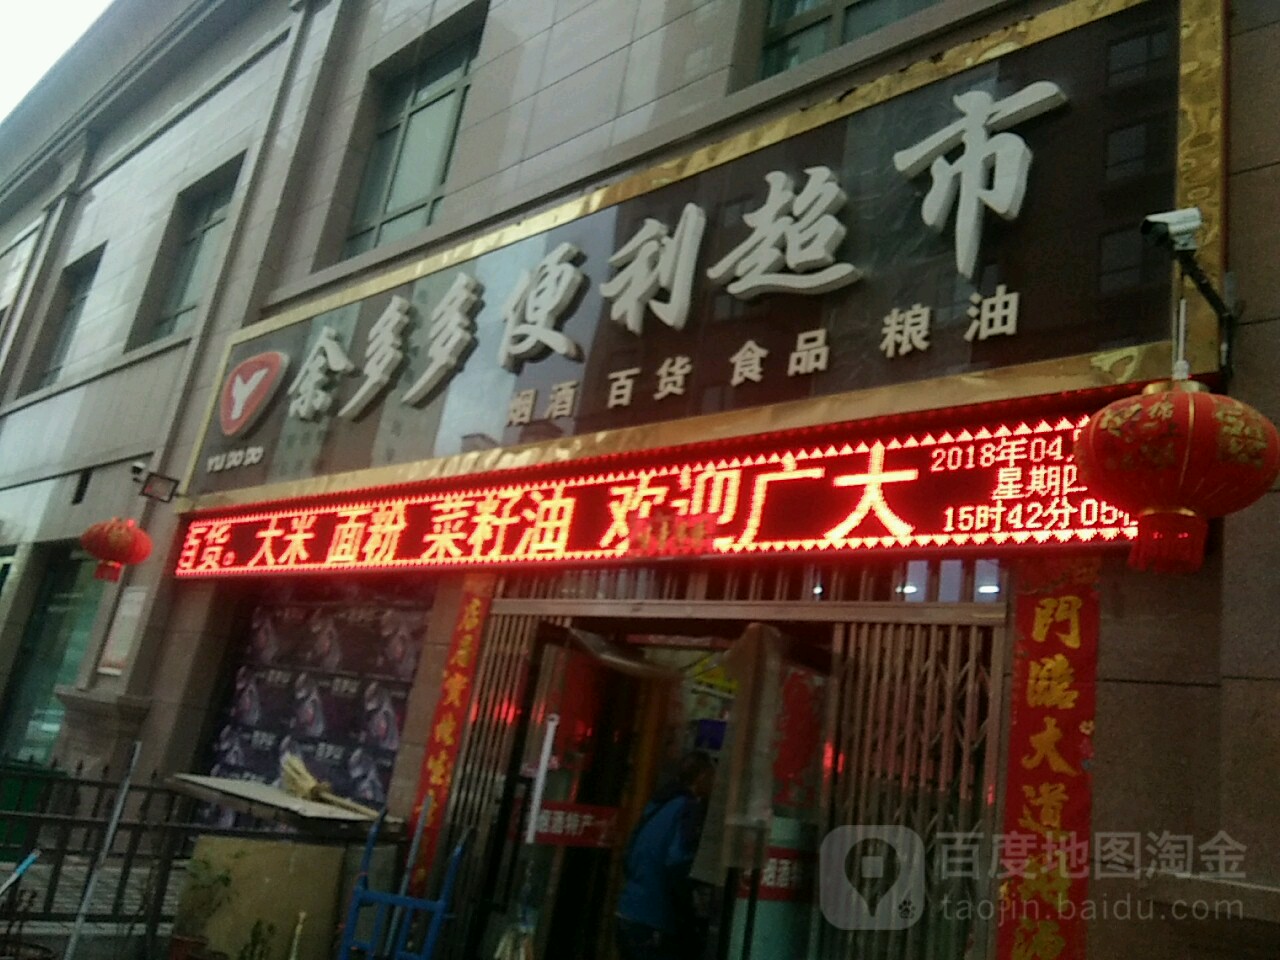 余多多便利超市
YU DO DO
烟酒 百货 食品 粮油
百货。大米 面粉 菜籽油 欢迎广大
2018年04
星期
15时42分05
門臨大道
百度地图淘金
taojin.baidu.com